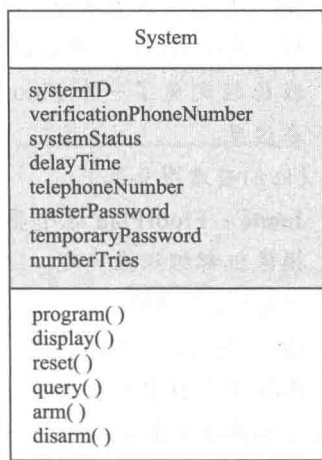 System
systemID
verificationPhoneNumber
systemStatus
delayTime
telephoneNumber
masterPassword
temporaryPassword
numberTries
program( )
display( )
reset( )
query( )
arm( )
disarm( )